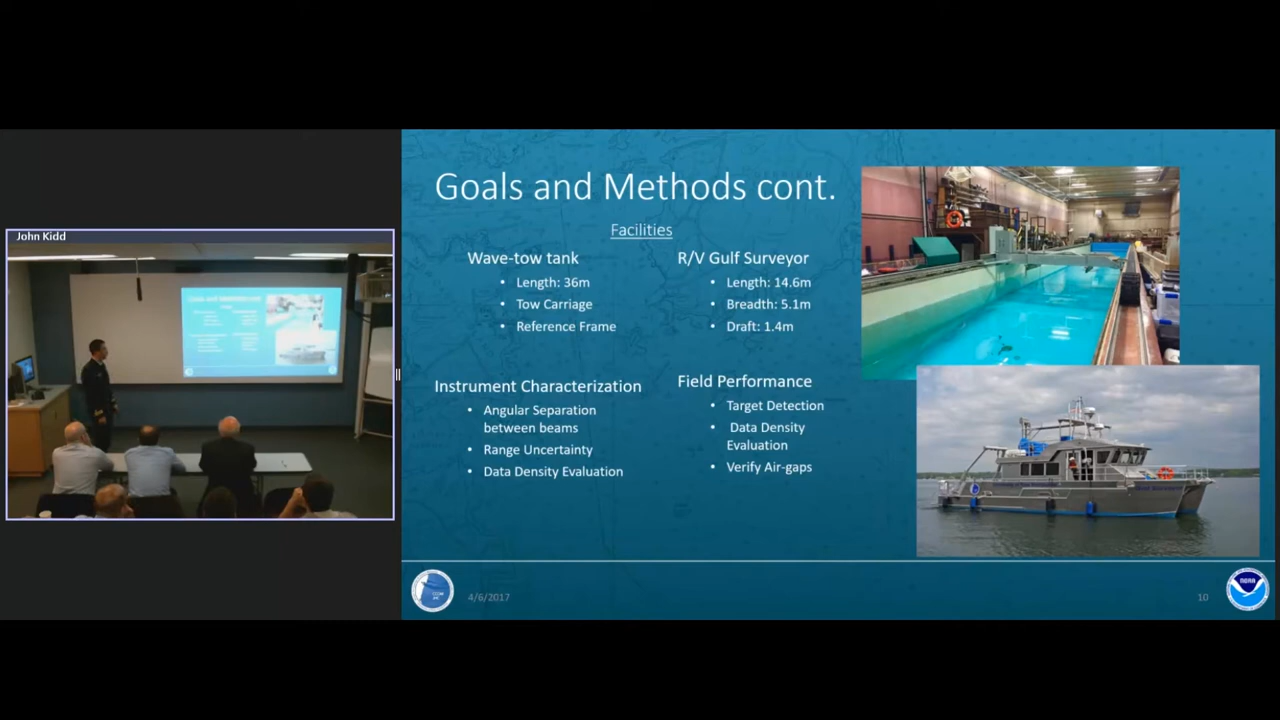 John Kidd
Goals and Methods cont.
Facilities
Wave-tow tank
• Length: 36m
• Tow Carriage
• Reference Frame
R/V Gulf Surveyor
• Length: 14.6m
• Breadth: 5.1m
• Draft: 1.4m
Instrument Characterization
• Angular Separation
between beams
• Range Uncertainty
• Data Density Evaluation
Field Performance
• Target Detection
• Data Density
Evaluation
• Verify Air-gaps
4/6/2017
10
NOAA